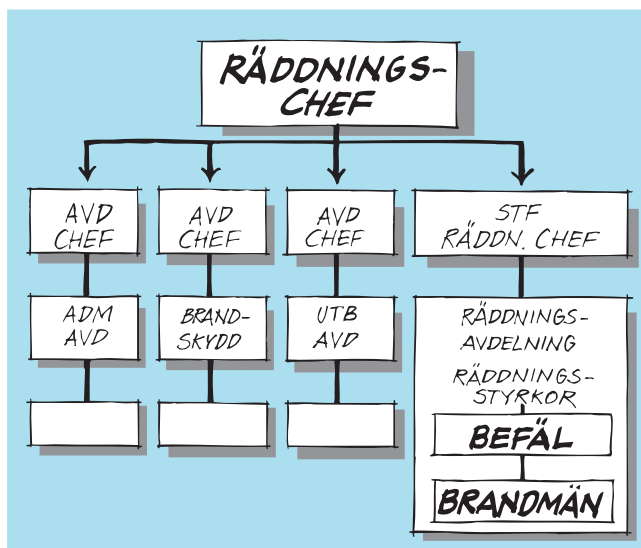 RÄDDNINGS-
CHEF
AVD
CHEF
AVD
CHEF
AVD
CHEF
STF
RÄDDN. CHEF
ADM
AVD
BRAND-
SKYDD
UTB
AVD
RÄDDNINGS-
AVDELNING
RÄDDNINGS-
STYRKOR
BEFÄL
BRANDMÄN